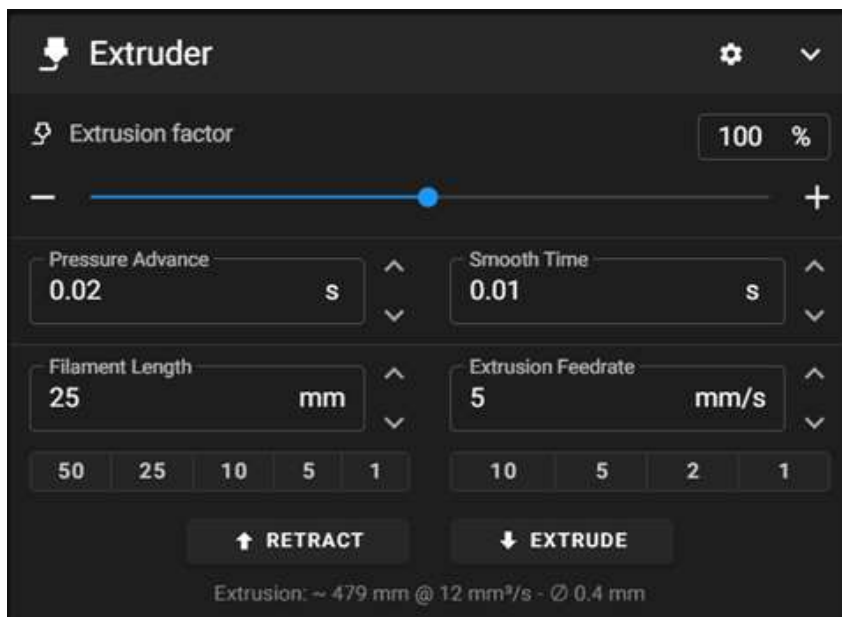 Extruder
Extrusion factor 100 %
Pressure Advance Smooth Time
0.02 s 0.01 s
Filament Length Extrusion Feedrate
25 mm 5 mm/s
50 25 10 5 1 10 5 2 1
RETRACT EXTRUDE
Extrusion: ~ 479 mm @ 12 mm³/s - ∅ 0.4 mm